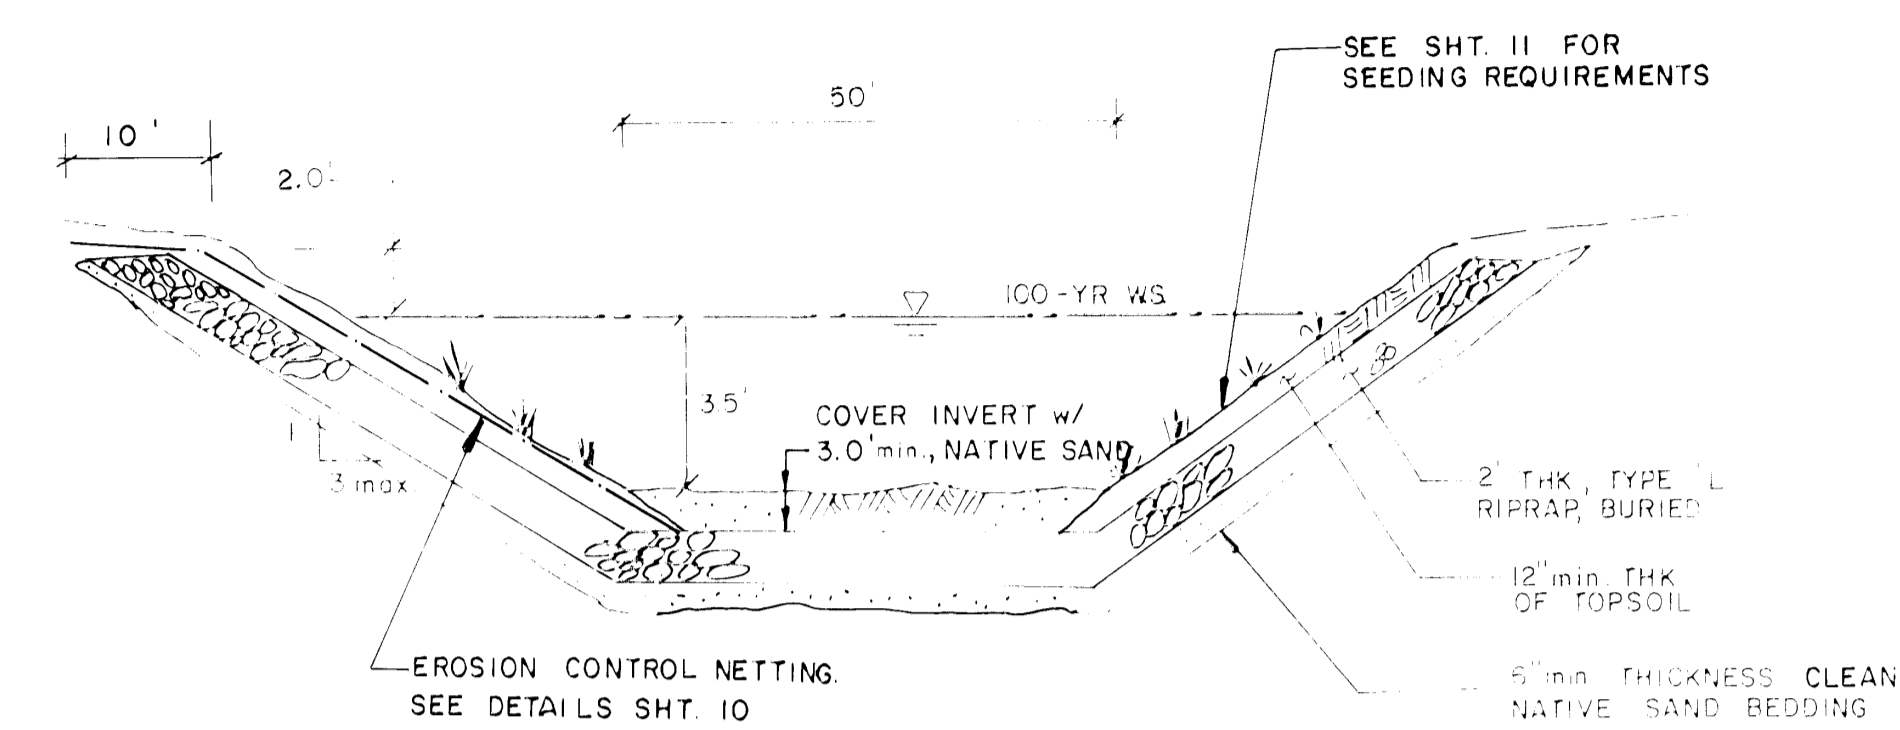 SEE SHT. 11 FOR
SEEDING REQUIREMENTS
50'
10'
2.0'
100-YR WS
3.5'
COVER INVERT w/
3.0'min., NATIVE SAND
1
3 max.
2' THK, TYPE 'L
RIPRAP, BURIED
12"min. THK
OF TOPSOIL
EROSION CONTROL NETTING.
SEE DETAILS SHT. 10
6"min THICKNESS CLEAN
NATIVE SAND BEDDING